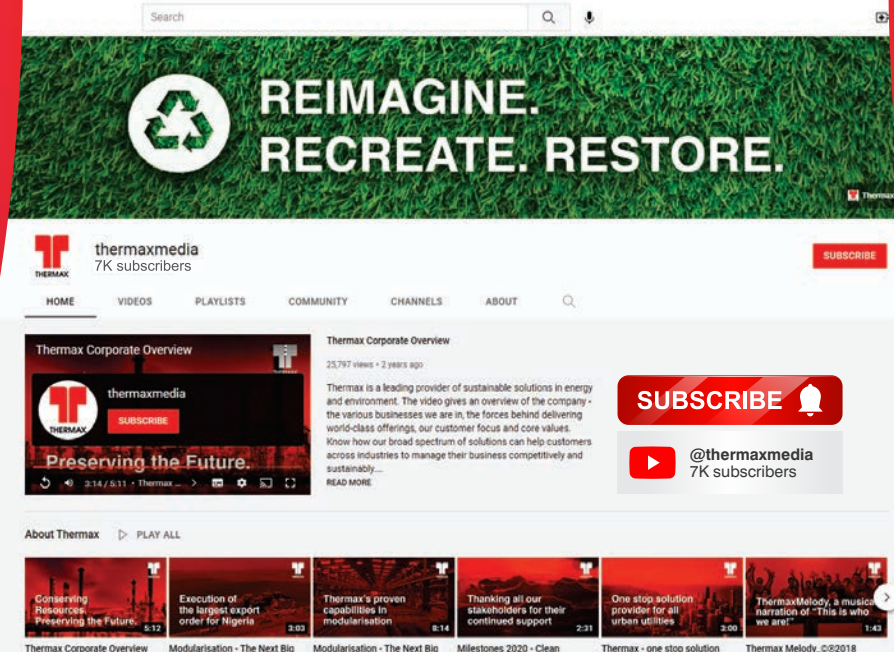 Search
REIMAGINE.
RECREATE. RESTORE.
Thermax
THERMAX
thermaxmedia
7K subscribers
SUBSCRIBE
HOME VIDEOS PLAYLISTS COMMUNITY CHANNELS ABOUT
Thermax Corporate Overview
thermaxmedia
SUBSCRIBE
THERMAX
Preserving the Future.
3:14 / 5:11 • Thermax ...
Thermax Corporate Overview
25,797 views • 2 years ago
Thermax is a leading provider of sustainable solutions in energy
and environment. The video gives an overview of the company -
the various businesses we are in, the forces behind delivering
world-class offerings, our customer focus and core values.
Know how our broad spectrum of solutions can help customers
across industries to manage their business competitively and
sustainably....
READ MORE
SUBSCRIBE
@thermaxmedia
7K subscribers
About Thermax PLAY ALL
Conserving
Resources.
Preserving the Future.
5:12
Execution of
the largest export
order for Nigeria
3:03
Thermax's proven
capabilities in
modularisation
8:14
Thanking all our
stakeholders for their
continued support
2:31
One stop solution
provider for all
urban utilities
3:00
ThermaxMelody, a musica
narration of "This is who
we are!"
1:43
Thermax Corporate Overview
Modularisation - The Next Big
Modularisation - The Next Big
Milestones 2020 - Clean
Thermax - one stop solution
Thermax Melody_©®2018